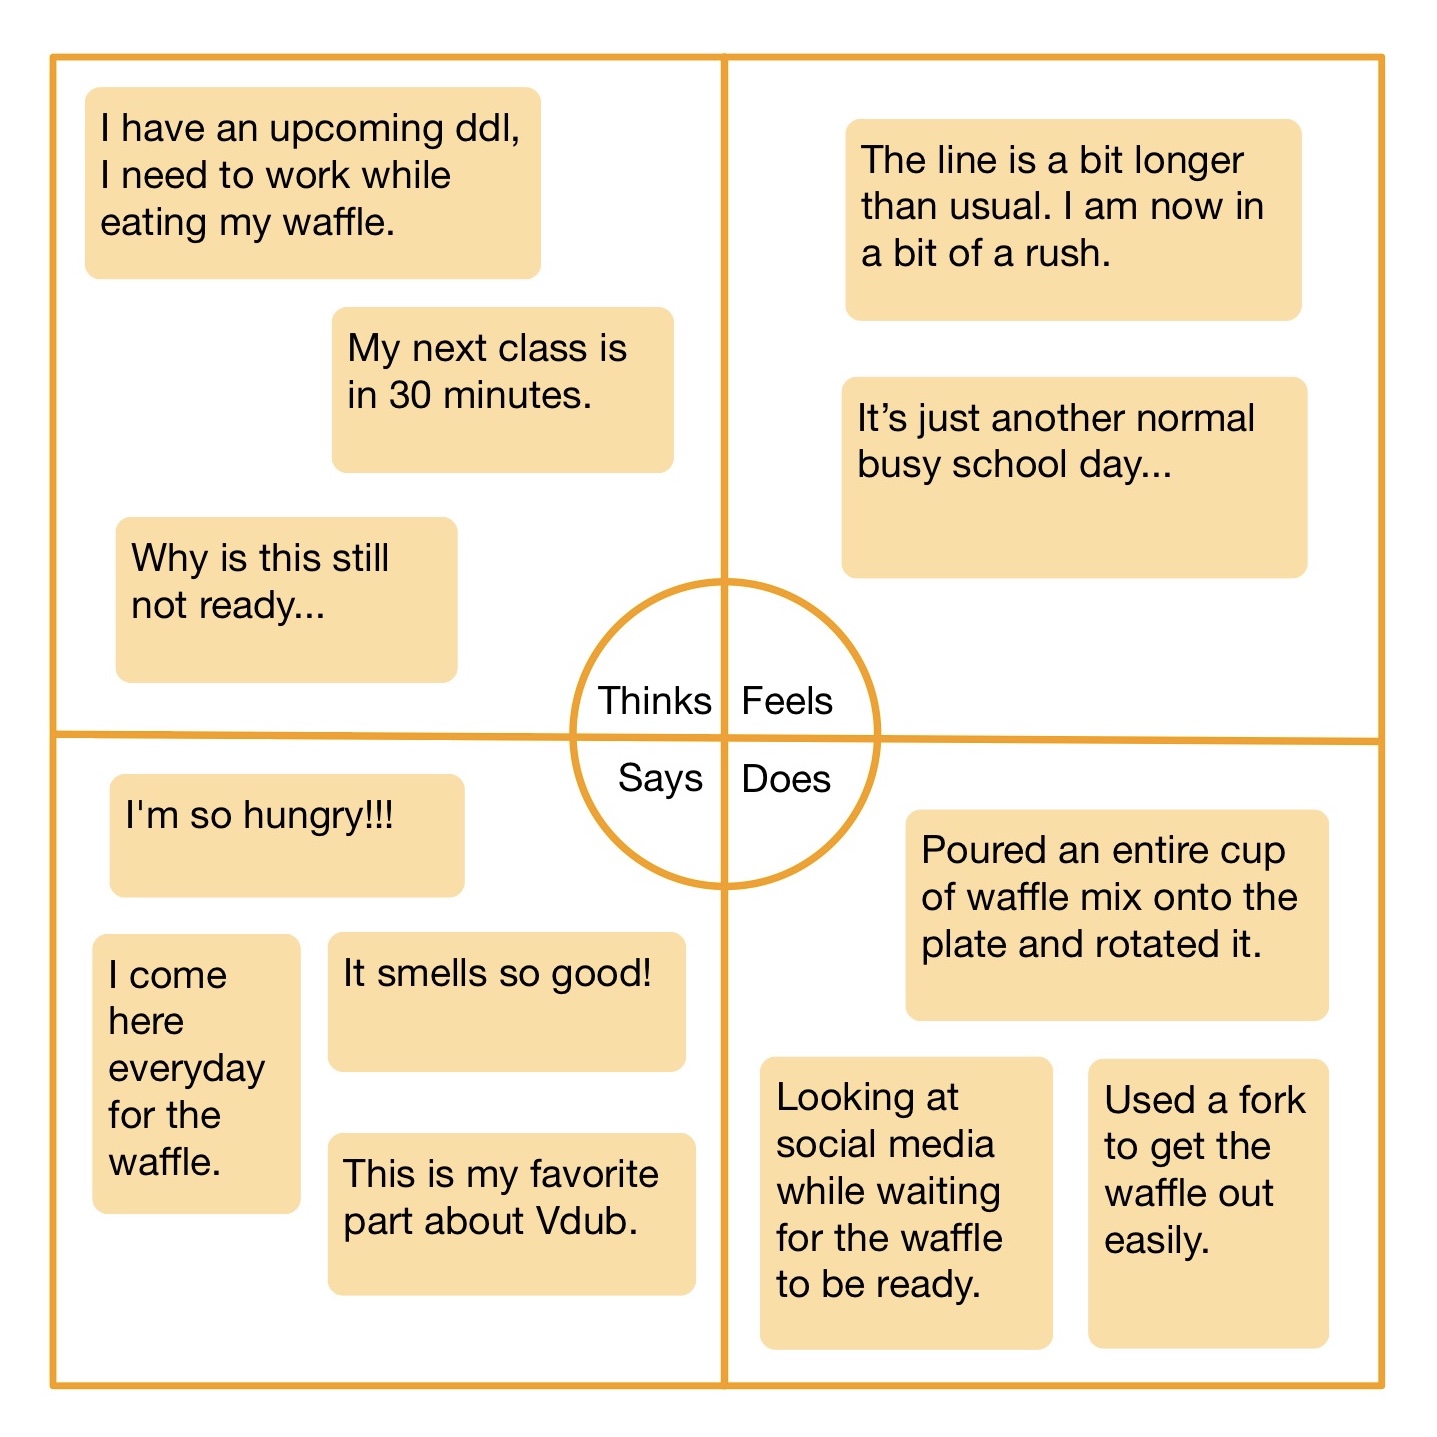 I have an upcoming ddl,
I need to work while
eating my waffle.
My next class is
in 30 minutes.
Why is this still
not ready...
The line is a bit longer
than usual. I am now in
a bit of a rush.
It’s just another normal
busy school day...
Thinks
Feels
Says
Does
I'm so hungry!!!
I come
here
everyday
for the
waffle.
It smells so good!
This is my favorite
part about Vdub.
Poured an entire cup
of waffle mix onto the
plate and rotated it.
Looking at
social media
while waiting
for the waffle
to be ready.
Used a fork
to get the
waffle out
easily.